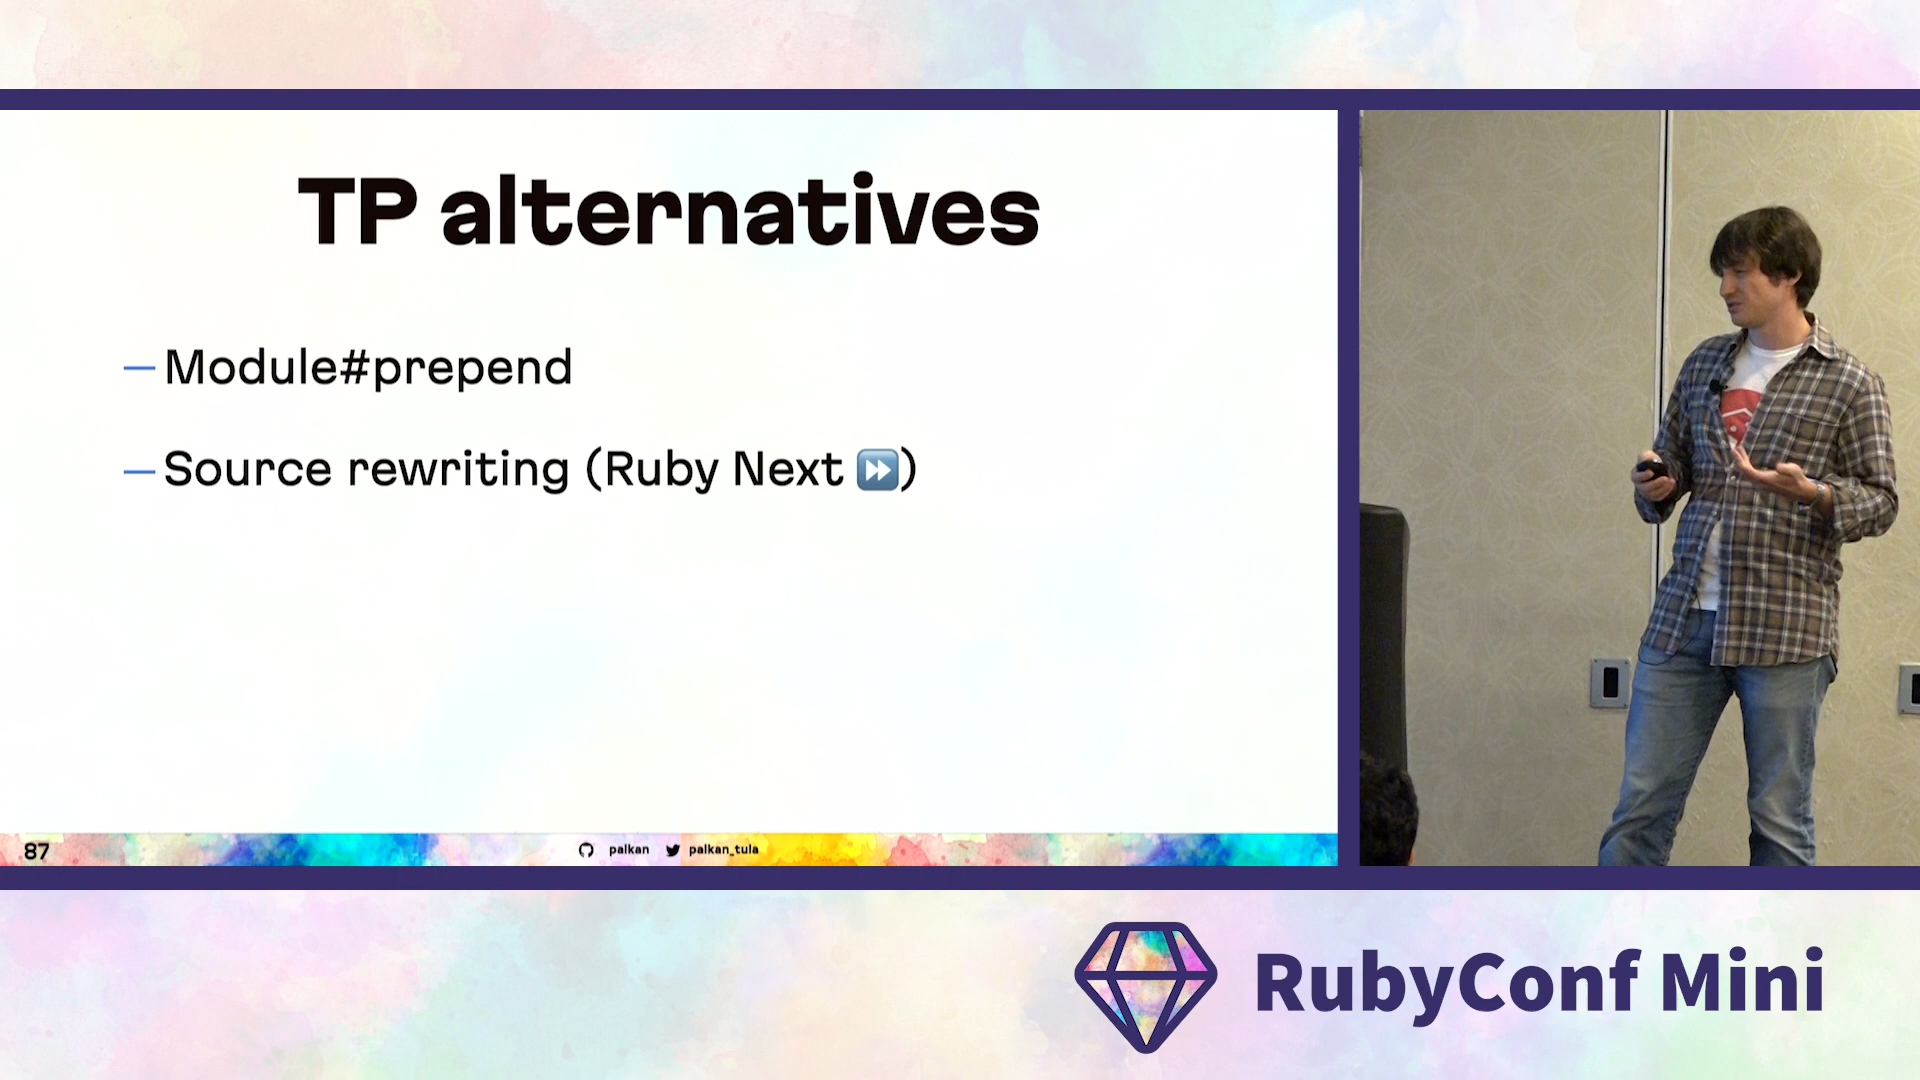 TP alternatives
— Module#prepend
— Source rewriting (Ruby Next ⏩)
87
palkan palkan_tula
RubyConf Mini